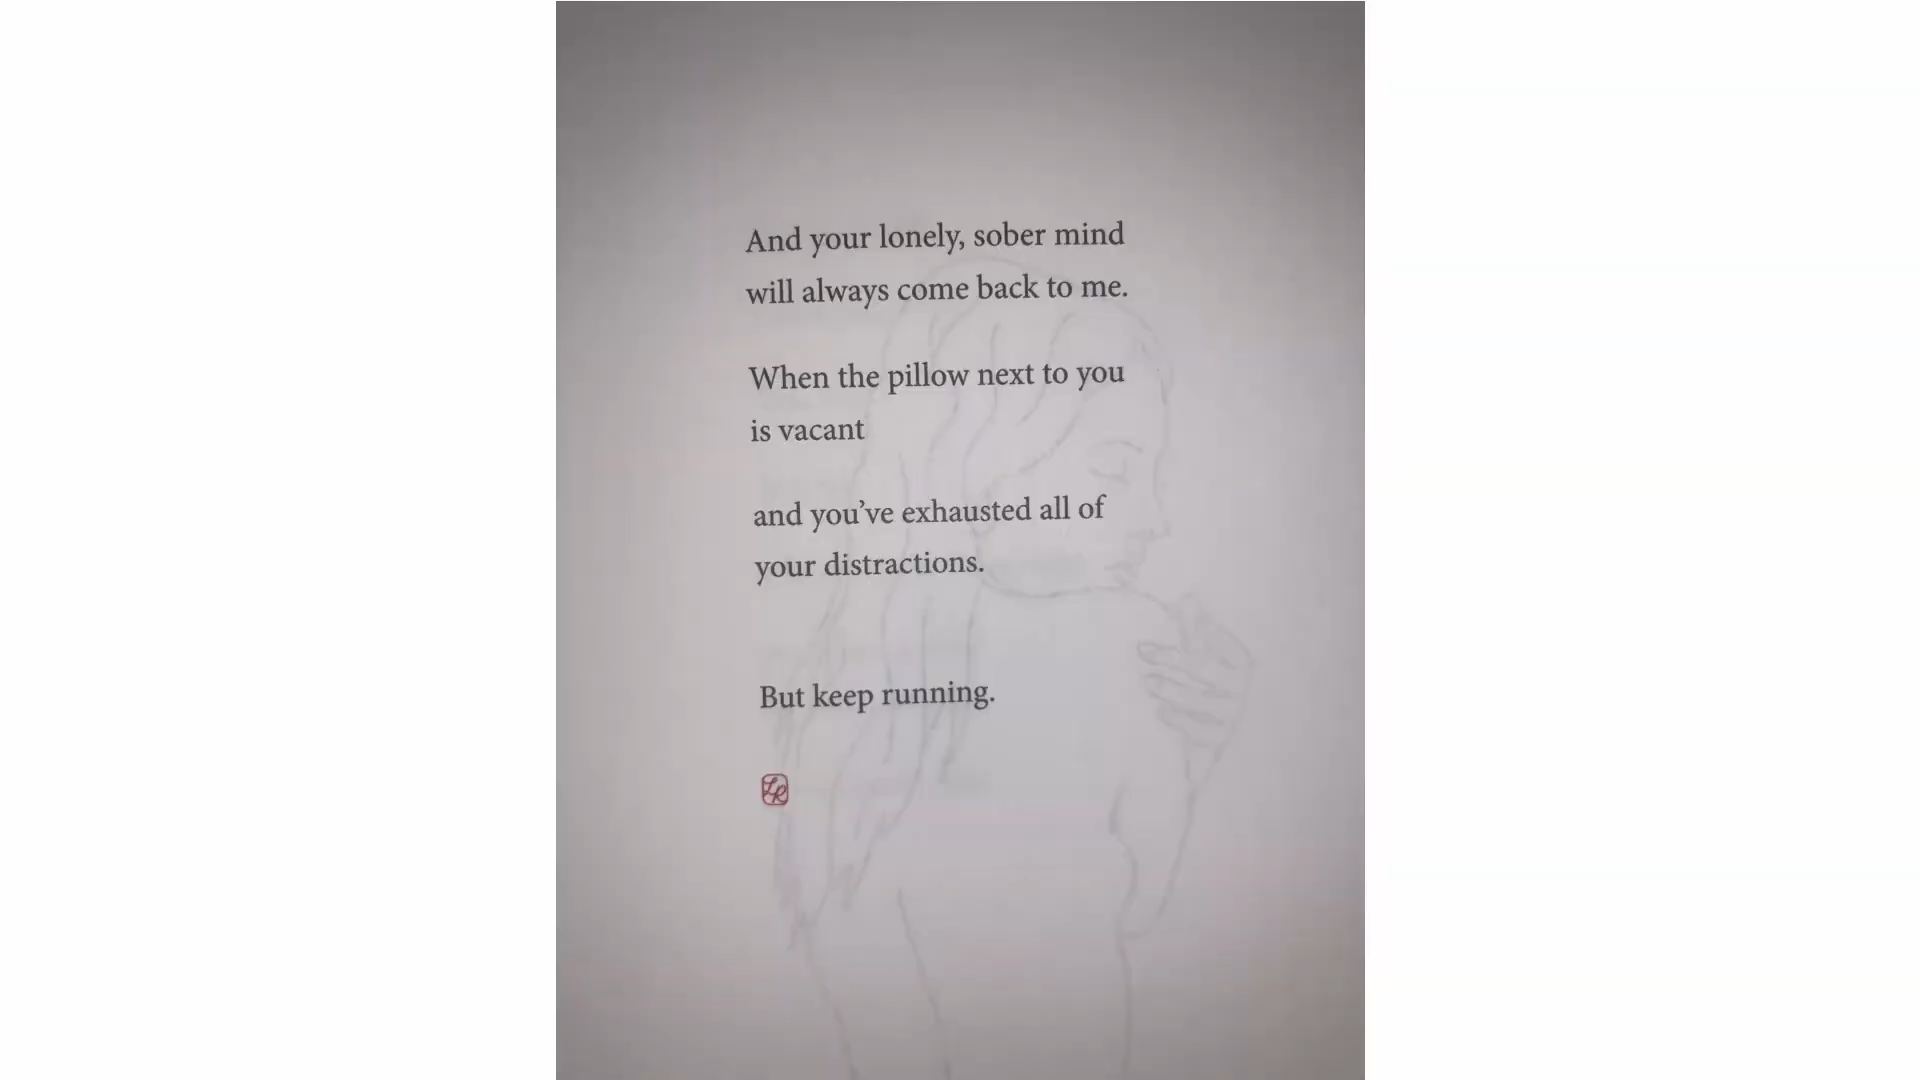 And your lonely, sober mind
will always come back to me.
When the pillow next to you
is vacant
and you’ve exhausted all of
your distractions.
But keep running.
LR